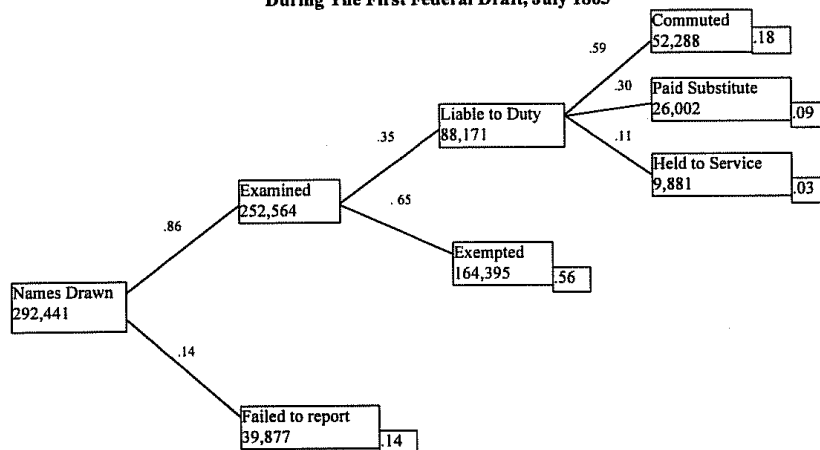 During The First Federal Draft, July 1863
Commuted
52,288
.18
.59
.30
Paid Substitute
26,002
.09
Liable to Duty
88,171
.35
.11
Held to Service
9,881
.03
Examined
252,564
.65
.86
Exempted
164,395
.56
Names Drawn
292,441
.14
Failed to report
39,877
.14